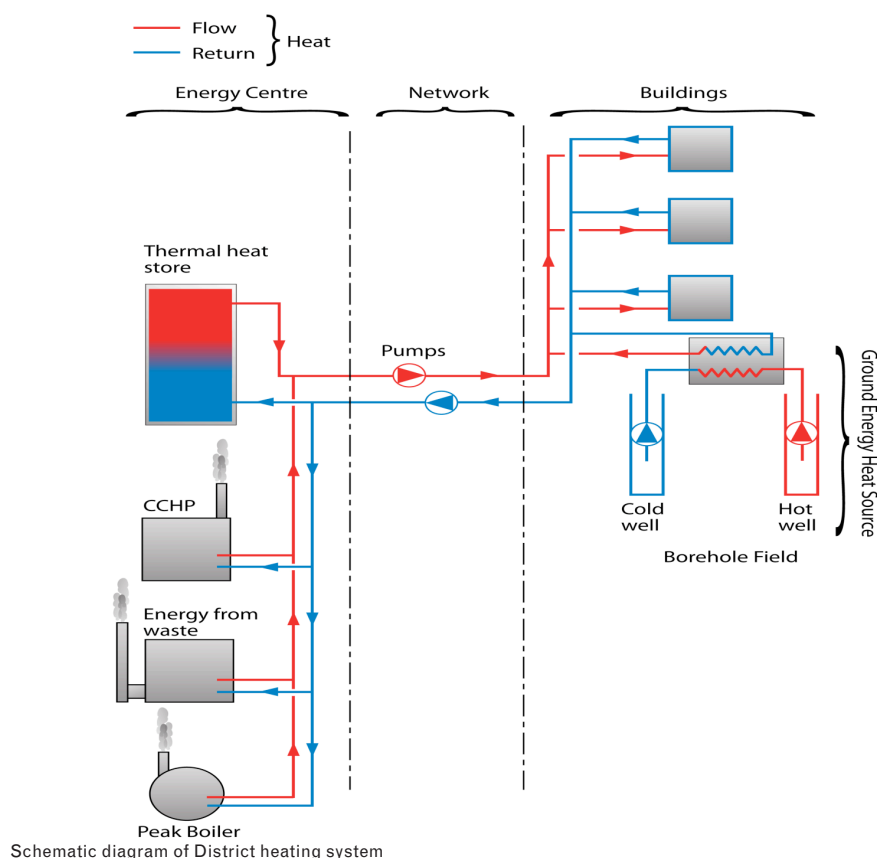 Flow
Return
Heat
Energy Centre
Network
Buildings
Thermal heat
store
Pumps
Ground Energy Heat Source
CCHP
Cold
well
Hot
well
Borehole Field
Energy from
waste
Peak Boiler
Schematic diagram of District heating system